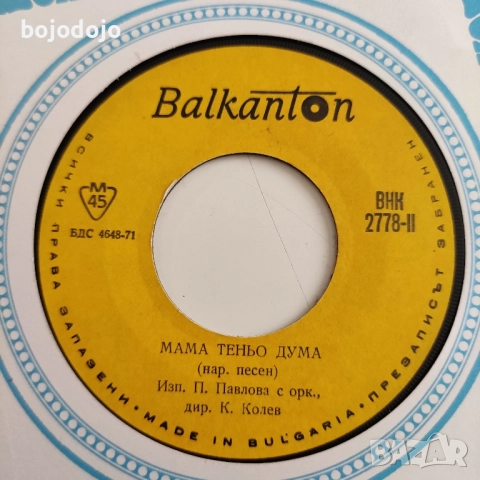 bojodojo
Balkanton
М
45
БДС 4648-71
ВНК
2778-II
МАМА ТЕНЬО ДУМА
(нар. песен)
Изп. П. Павлова с орк.,
дир. К. Колев
ВСИЧКИ ПРАВА ЗАПАЗЕНИ · MADE IN BULGARIA · ПРЕЗАПИСЪТ ЗАБРАНЕН
БАЗАР